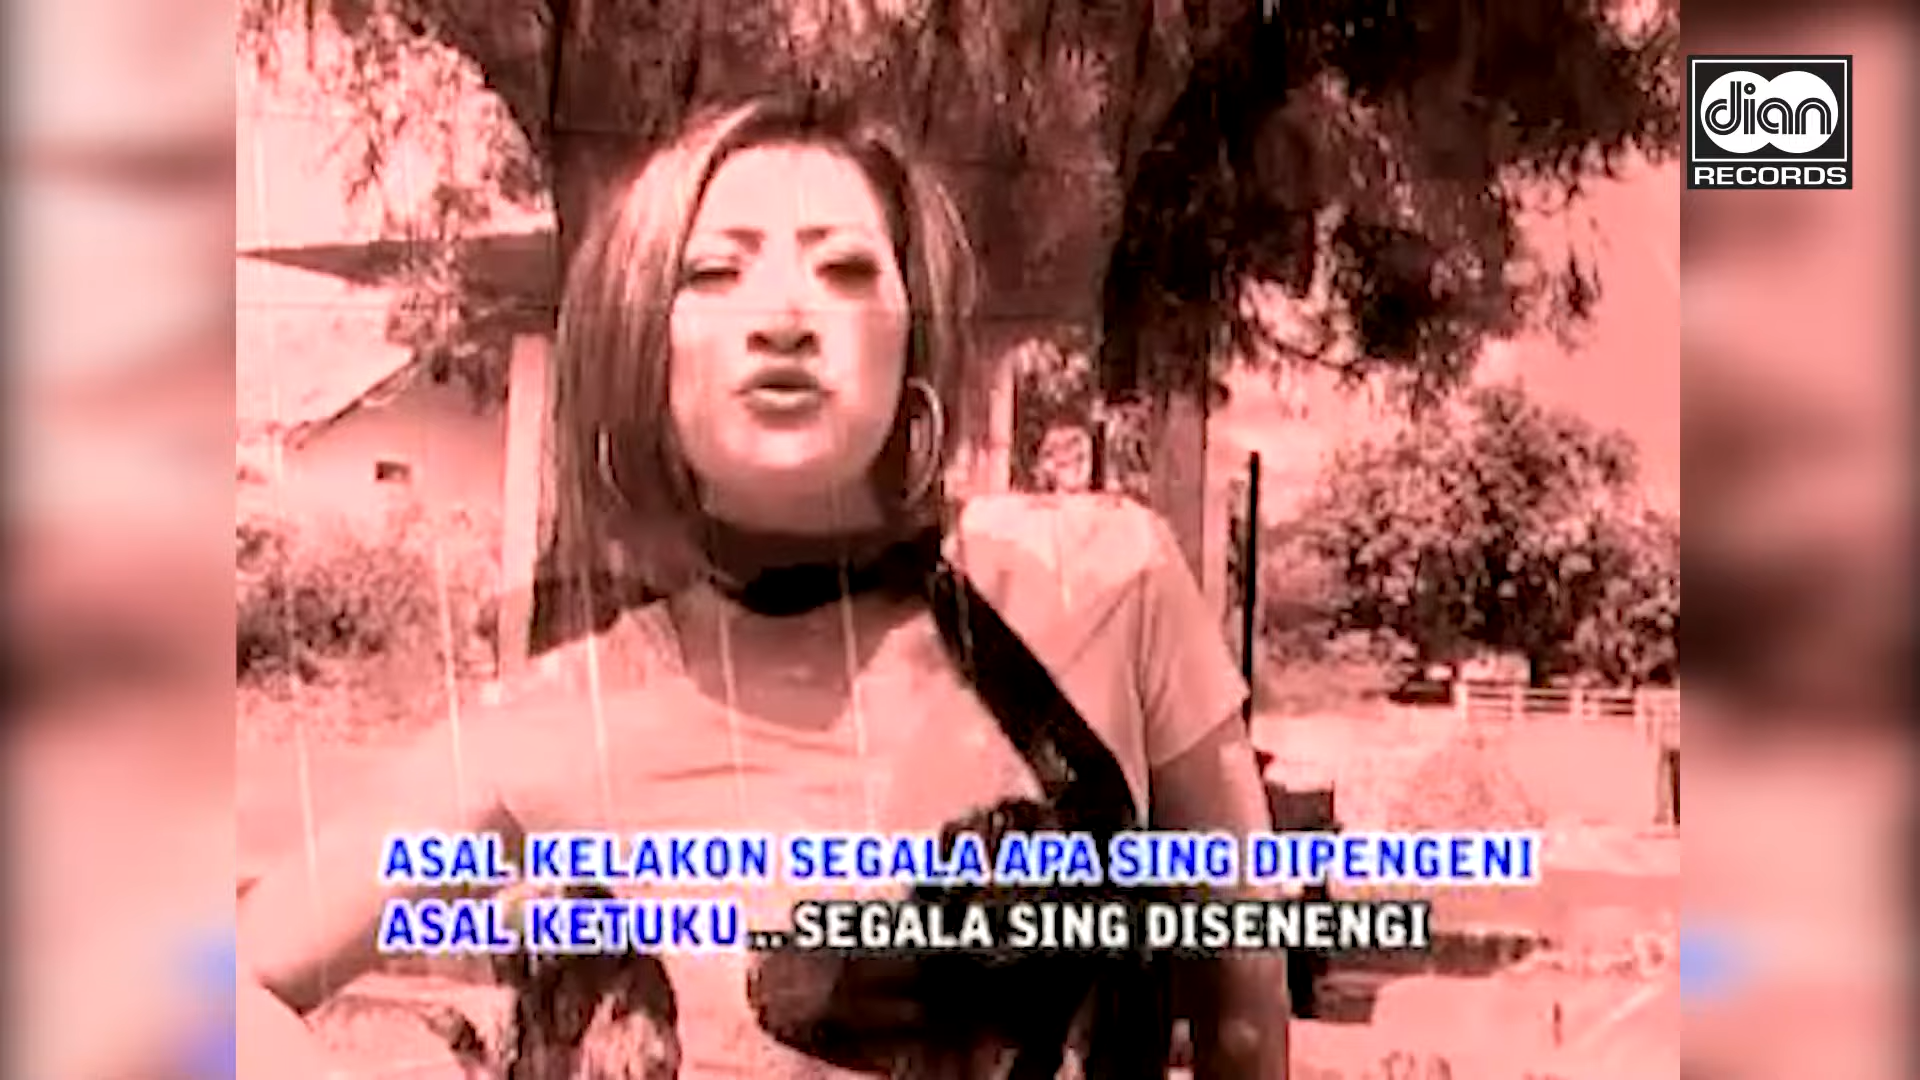 dian
RECORDS
ASAL KELAKON SEGALA APA SING DIPENGENI
ASAL KETUKU... SEGALA SING DISENENGI